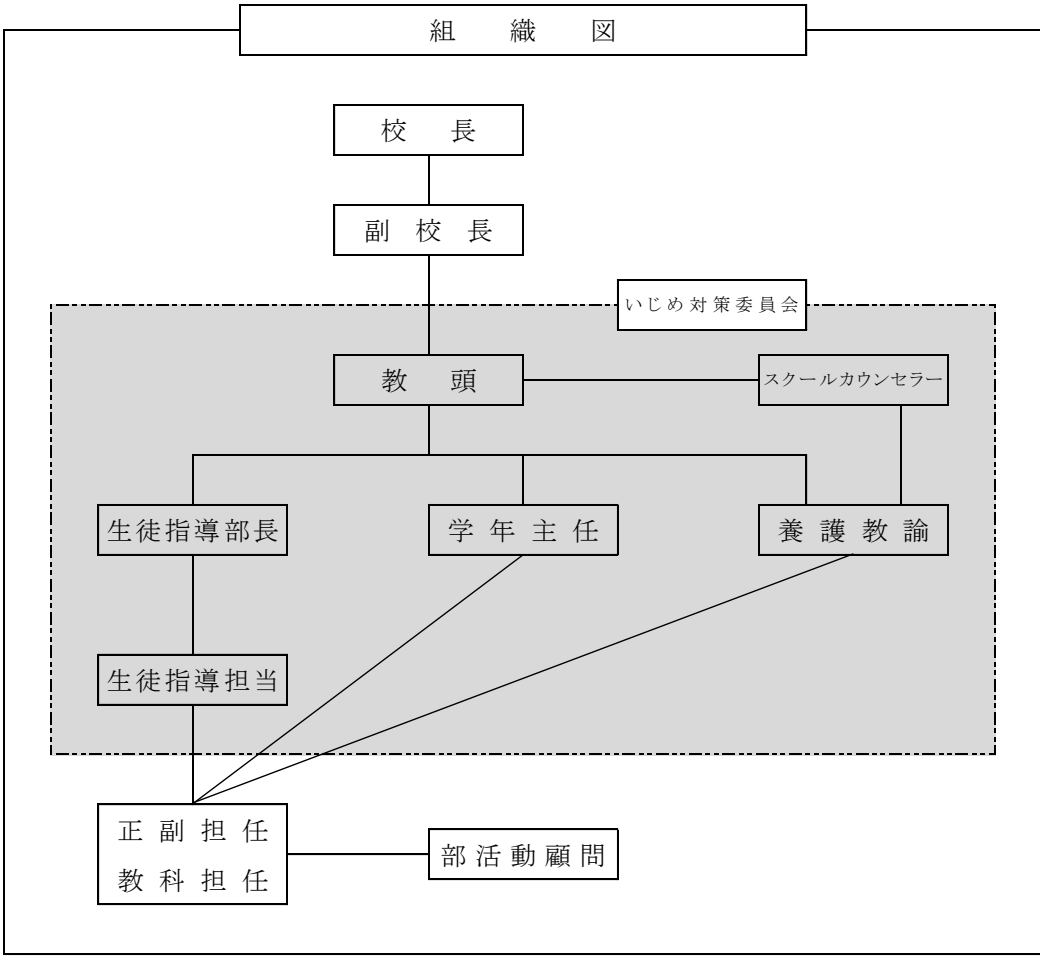 組織図
校長
副校長
いじめ対策委員会
教頭
スクールカウンセラー
生徒指導部長
学年主任
養護教諭
生徒指導担当
正副担任
教科担任
部活動顧問